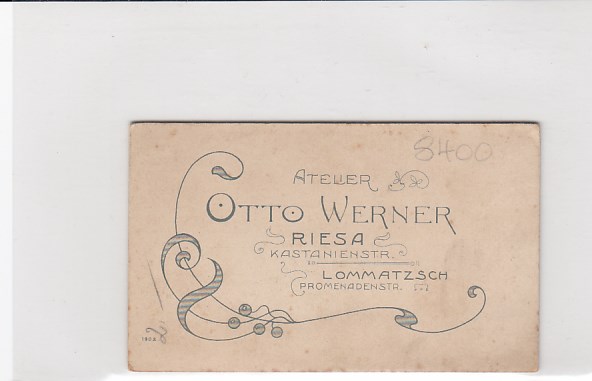 8400
ATELIER
OTTO WERNER
RIESA
KASTANIENSTR.
LOMMATZSCH
PROMENADENSTR.